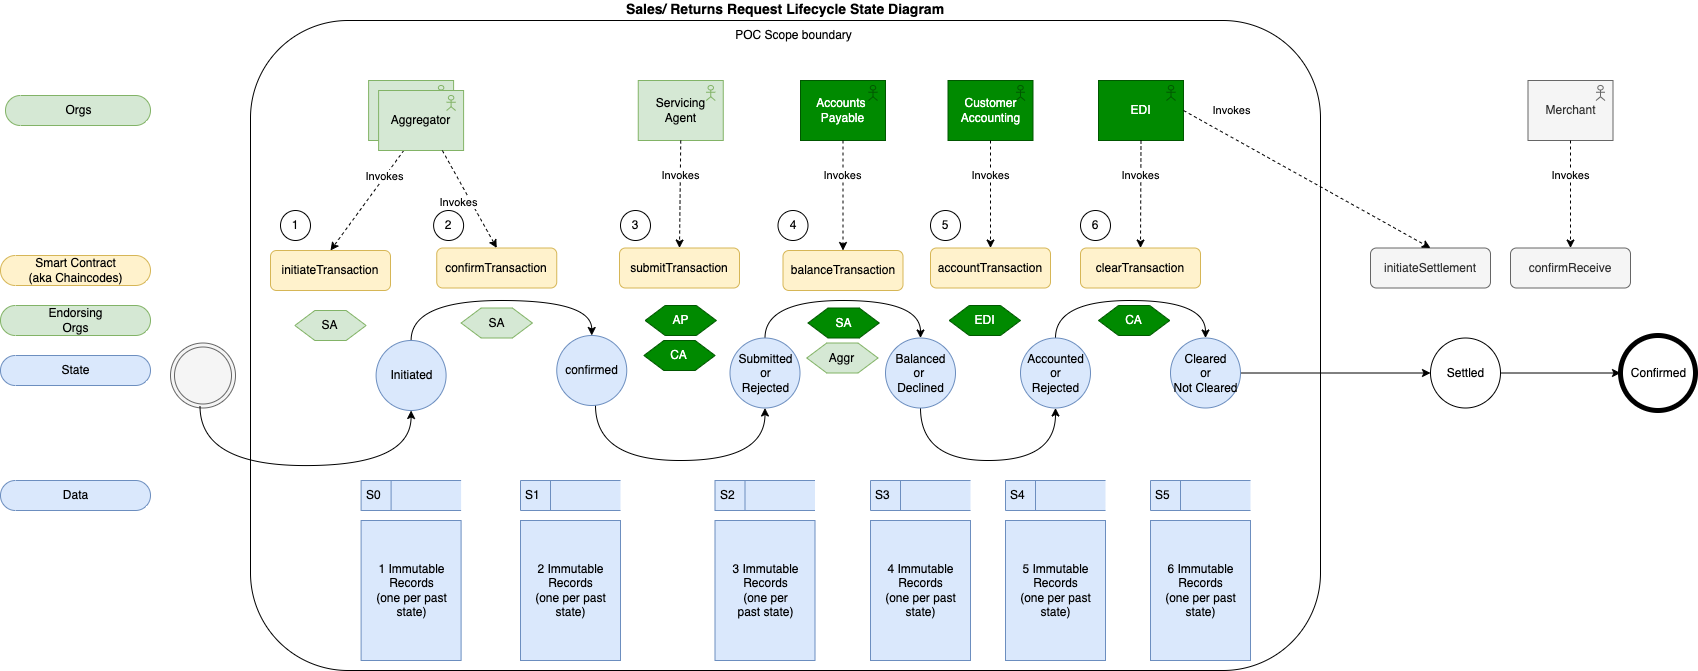 Sales/ Returns Request Lifecycle State Diagram
POC Scope boundary
Orgs
Aggregator
Servicing
Agent
Accounts
Payable
Customer
Accounting
EDI
Invokes
Merchant
Invokes
Invokes
Invokes
Invokes
Invokes
Invokes
Invokes
1
2
3
4
5
6
Smart Contract
(aka Chaincodes)
initiateTransaction
confirmTransaction
submitTransaction
balanceTransaction
accountTransaction
clearTransaction
initiateSettlement
confirmReceive
Endorsing
Orgs
SA
SA
AP
CA
SA
Aggr
EDI
CA
State
Initiated
confirmed
Submitted
or
Rejected
Balanced
or
Declined
Accounted
or
Rejected
Cleared
or
Not Cleared
Settled
Confirmed
Data
S0
S1
S2
S3
S4
S5
1 Immutable
Records
(one per past
state)
2 Immutable
Records
(one per past
state)
3 Immutable
Records
(one per
past state)
4 Immutable
Records
(one per past
state)
5 Immutable
Records
(one per past
state)
6 Immutable
Records
(one per past
state)